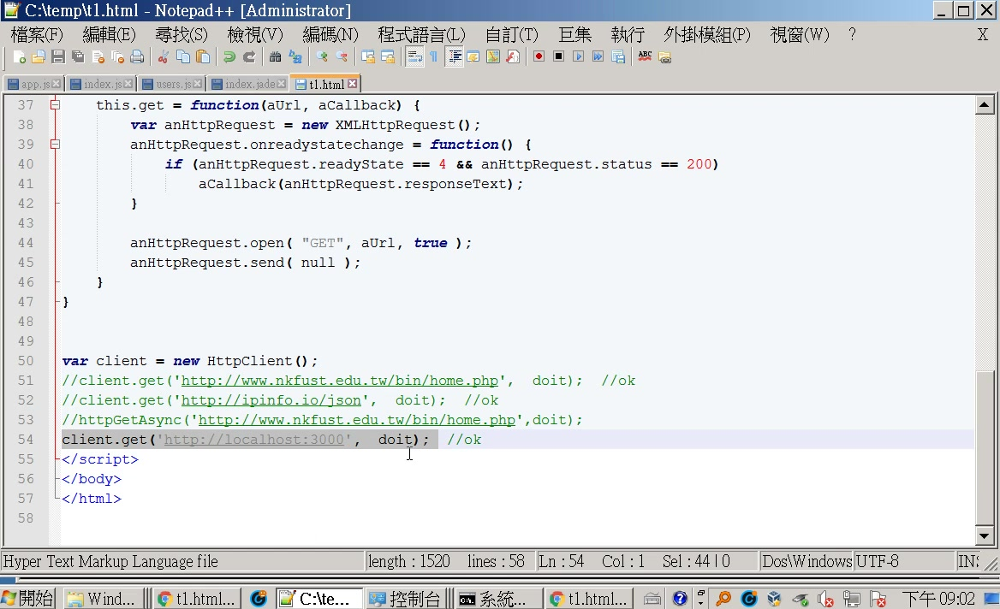 C:\temp\t1.html - Notepad++ [Administrator]
檔案(F) 編輯(E) 尋找(S) 檢視(V) 編碼(N) 程式語言(L) 自訂(T) 巨集 執行 外掛模組(P) 視窗(W) ? X
ABC
app.js index.js users.js index.jade t1.html
37 this.get = function(aUrl, aCallback) {
38 var anHttpRequest = new XMLHttpRequest();
39 anHttpRequest.onreadystatechange = function() {
40 if (anHttpRequest.readyState == 4 && anHttpRequest.status == 200)
41 aCallback(anHttpRequest.responseText);
42 }
43
44 anHttpRequest.open( "GET", aUrl, true );
45 anHttpRequest.send( null );
46 }
47 }
48
49
50 var client = new HttpClient();
51 //client.get('http://www.nkfust.edu.tw/bin/home.php', doit); //ok
52 //client.get('http://ipinfo.io/json', doit); //ok
53 //httpGetAsync('http://www.nkfust.edu.tw/bin/home.php',doit);
54 client.get('http://localhost:3000', doit); //ok
55 </script>
56 </body>
57 </html>
58
Hyper Text Markup Language file length : 1520 lines : 58 Ln : 54 Col : 1 Sel : 44 | 0 Dos\Windows UTF-8 INS
開始 Wind... t1.html... C:\te... 控制台 系統... t1.html... 下午 09:02